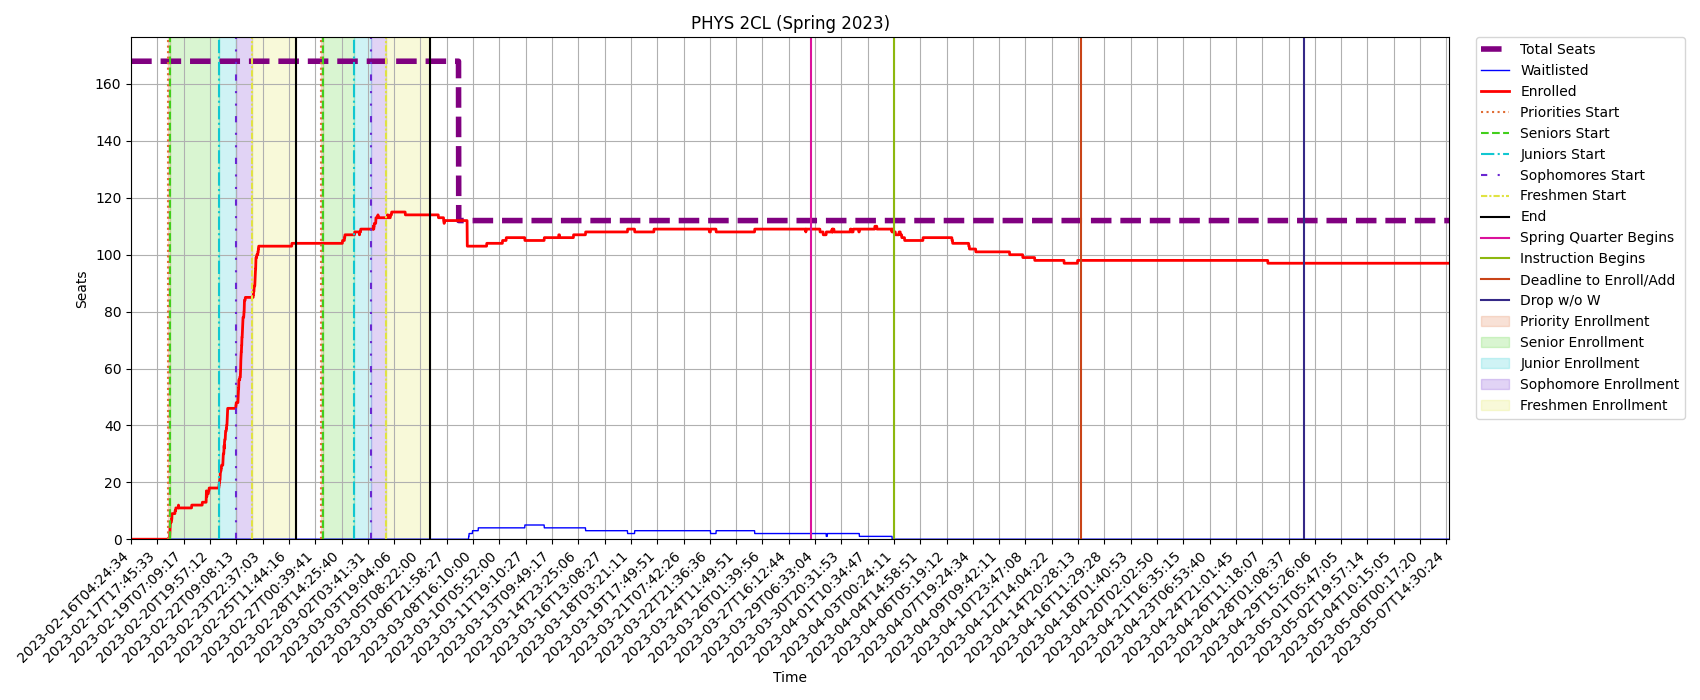 PHYS 2CL (Spring 2023)
Seats
160
140
120
100
80
60
40
20
0
2023-02-16T04:24:34
2023-02-17T17:45:33
2023-02-19T07:09:17
2023-02-20T19:57:12
2023-02-22T09:08:13
2023-02-23T22:37:03
2023-02-25T11:44:16
2023-02-27T00:39:41
2023-02-28T14:25:40
2023-03-02T03:41:31
2023-03-03T19:04:06
2023-03-05T08:22:00
2023-03-06T21:58:27
2023-03-08T16:10:00
2023-03-10T05:52:00
2023-03-11T19:10:27
2023-03-13T09:49:17
2023-03-14T23:25:06
2023-03-16T13:08:27
2023-03-18T03:21:11
2023-03-19T17:49:51
2023-03-21T07:42:26
2023-03-22T21:36:36
2023-03-24T11:49:51
2023-03-26T01:39:56
2023-03-27T16:12:44
2023-03-29T06:33:04
2023-03-30T20:31:53
2023-04-01T10:34:47
2023-04-03T00:24:11
2023-04-04T14:58:51
2023-04-06T05:19:12
2023-04-07T19:24:34
2023-04-09T09:42:11
2023-04-10T23:47:08
2023-04-12T14:04:22
2023-04-14T20:28:13
2023-04-16T11:29:28
2023-04-18T01:40:53
2023-04-20T02:02:50
2023-04-21T16:35:15
2023-04-23T06:53:40
2023-04-24T21:01:45
2023-04-26T11:18:07
2023-04-28T01:08:37
2023-04-29T15:26:06
2023-05-01T05:47:05
2023-05-02T19:57:14
2023-05-04T10:15:05
2023-05-06T00:17:20
2023-05-07T14:30:24
Time
Total Seats
Waitlisted
Enrolled
Priorities Start
Seniors Start
Juniors Start
Sophomores Start
Freshmen Start
End
Spring Quarter Begins
Instruction Begins
Deadline to Enroll/Add
Drop w/o W
Priority Enrollment
Senior Enrollment
Junior Enrollment
Sophomore Enrollment
Freshmen Enrollment